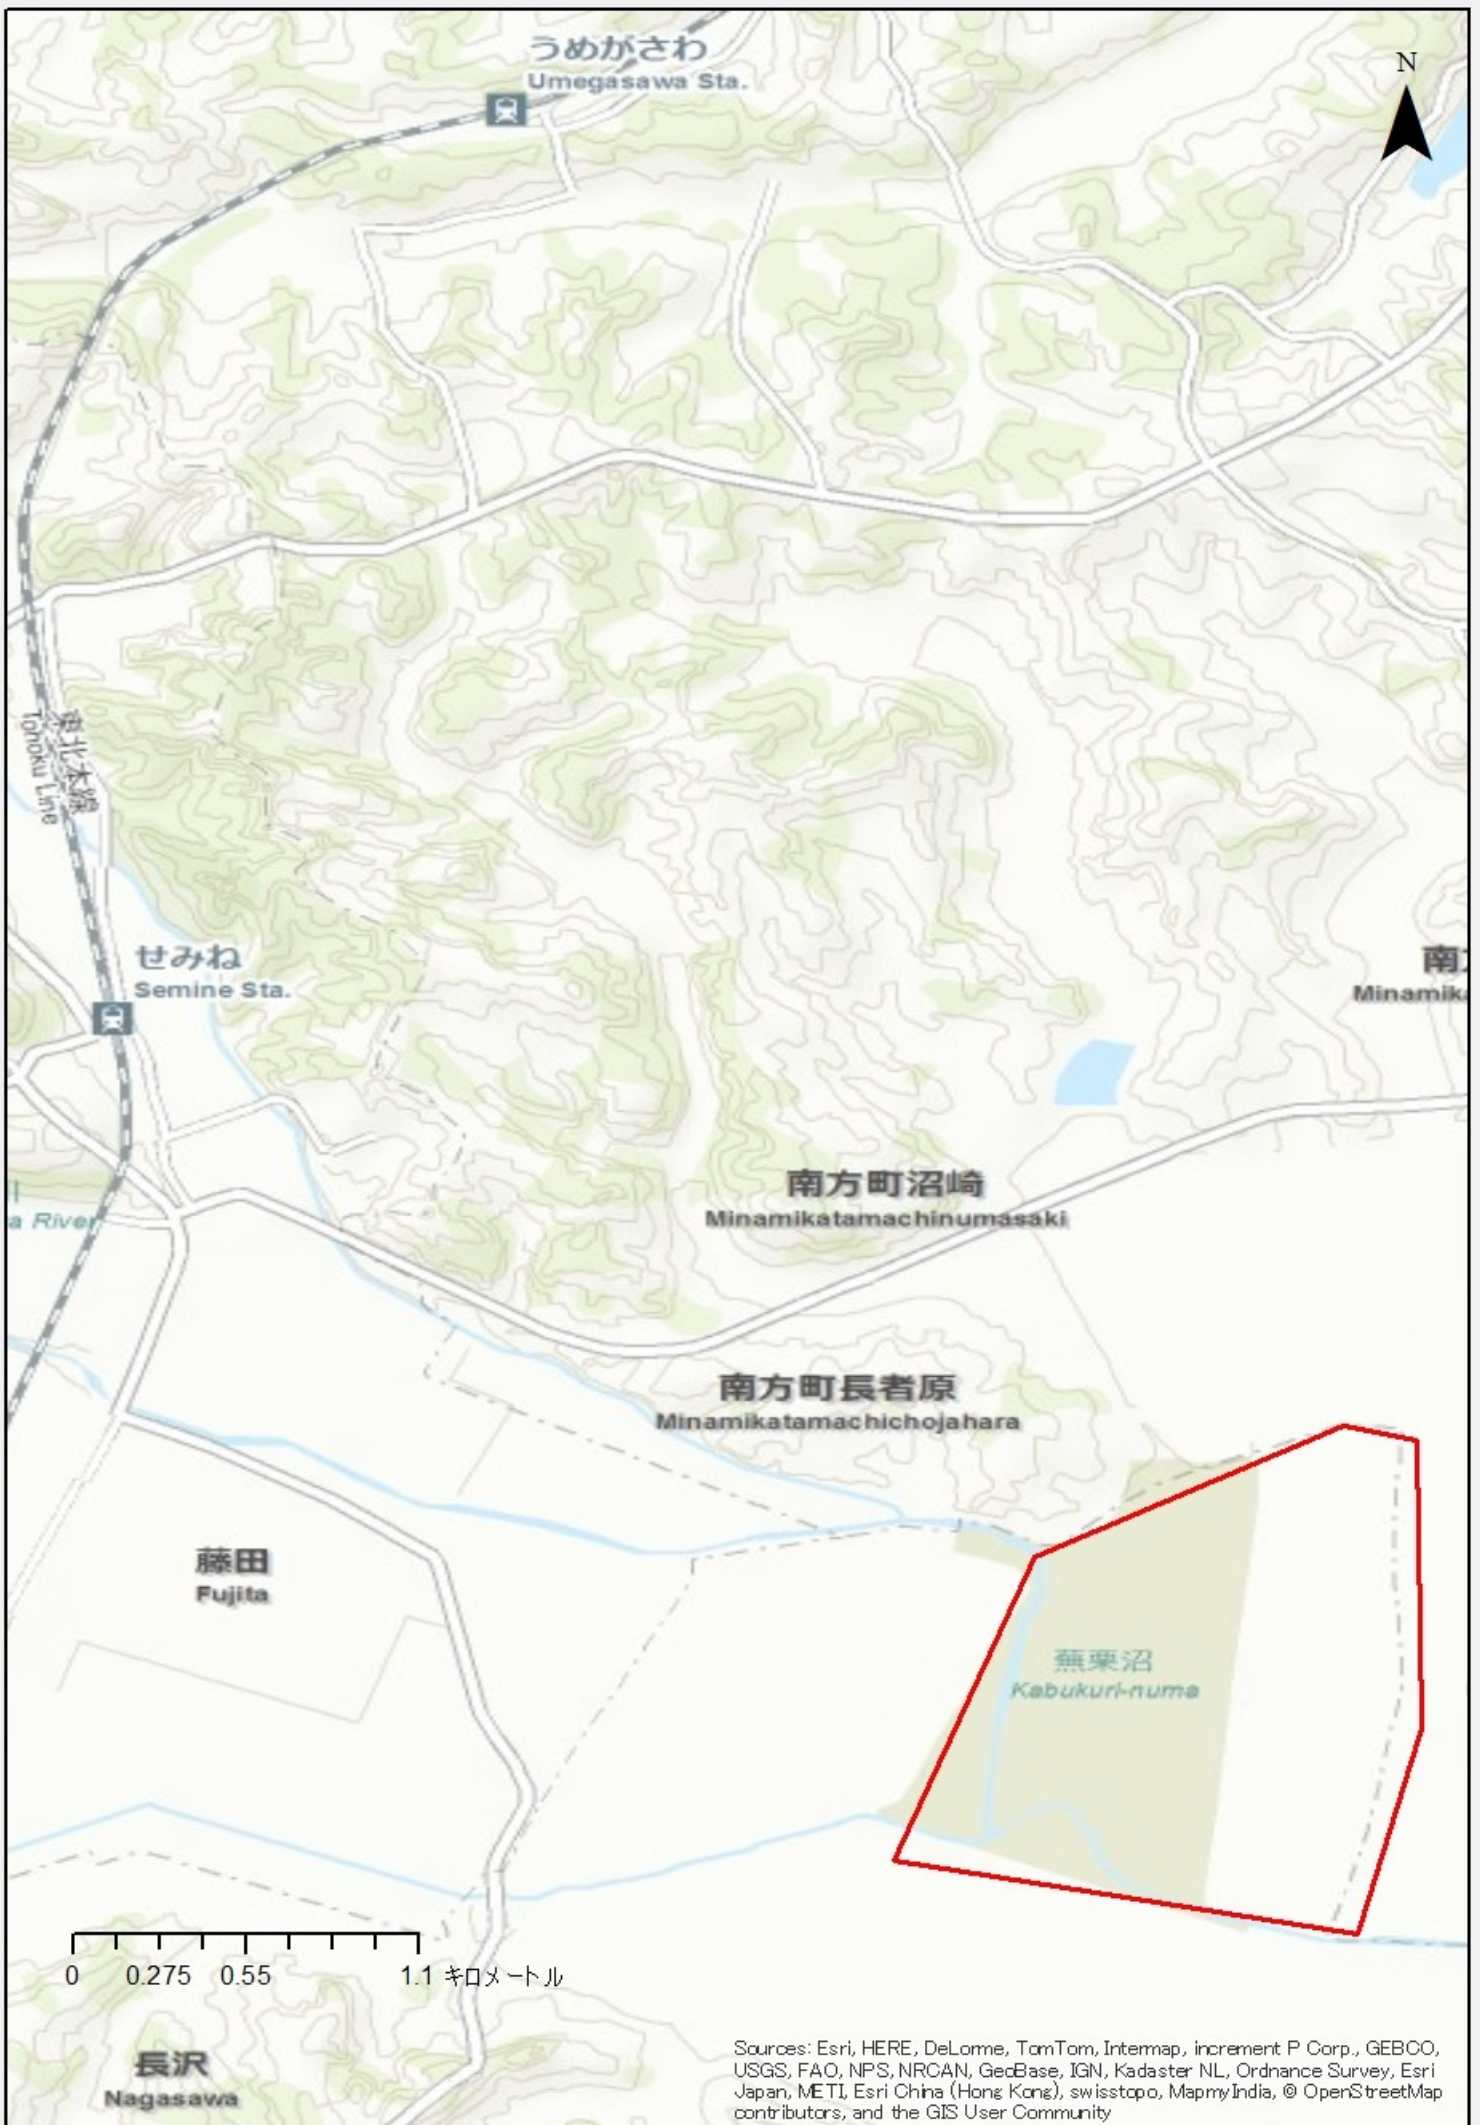 うめがさわ
Umegasawa Sta.
N
東北本線
Tohoku Line
せみね
Semine Sta.
南
Minamik
南方町沼崎
Minamikatamachinumasaki
川
a River
南方町長者原
Minamikatamachichojahara
藤田
Fujita
蕪栗沼
Kabukuri-numa
0 0.275 0.55 1.1 キロメートル
長沢
Nagasawa
Sources: Esri, HERE, DeLorme, TomTom, Intermap, increment P Corp., GEBCO,
USGS, FAO, NPS, NRCAN, GeoBase, IGN, Kadaster NL, Ordnance Survey, Esri
Japan, METI, Esri China (Hong Kong), swisstopo, MapmyIndia, © OpenStreetMap
contributors, and the GIS User Community